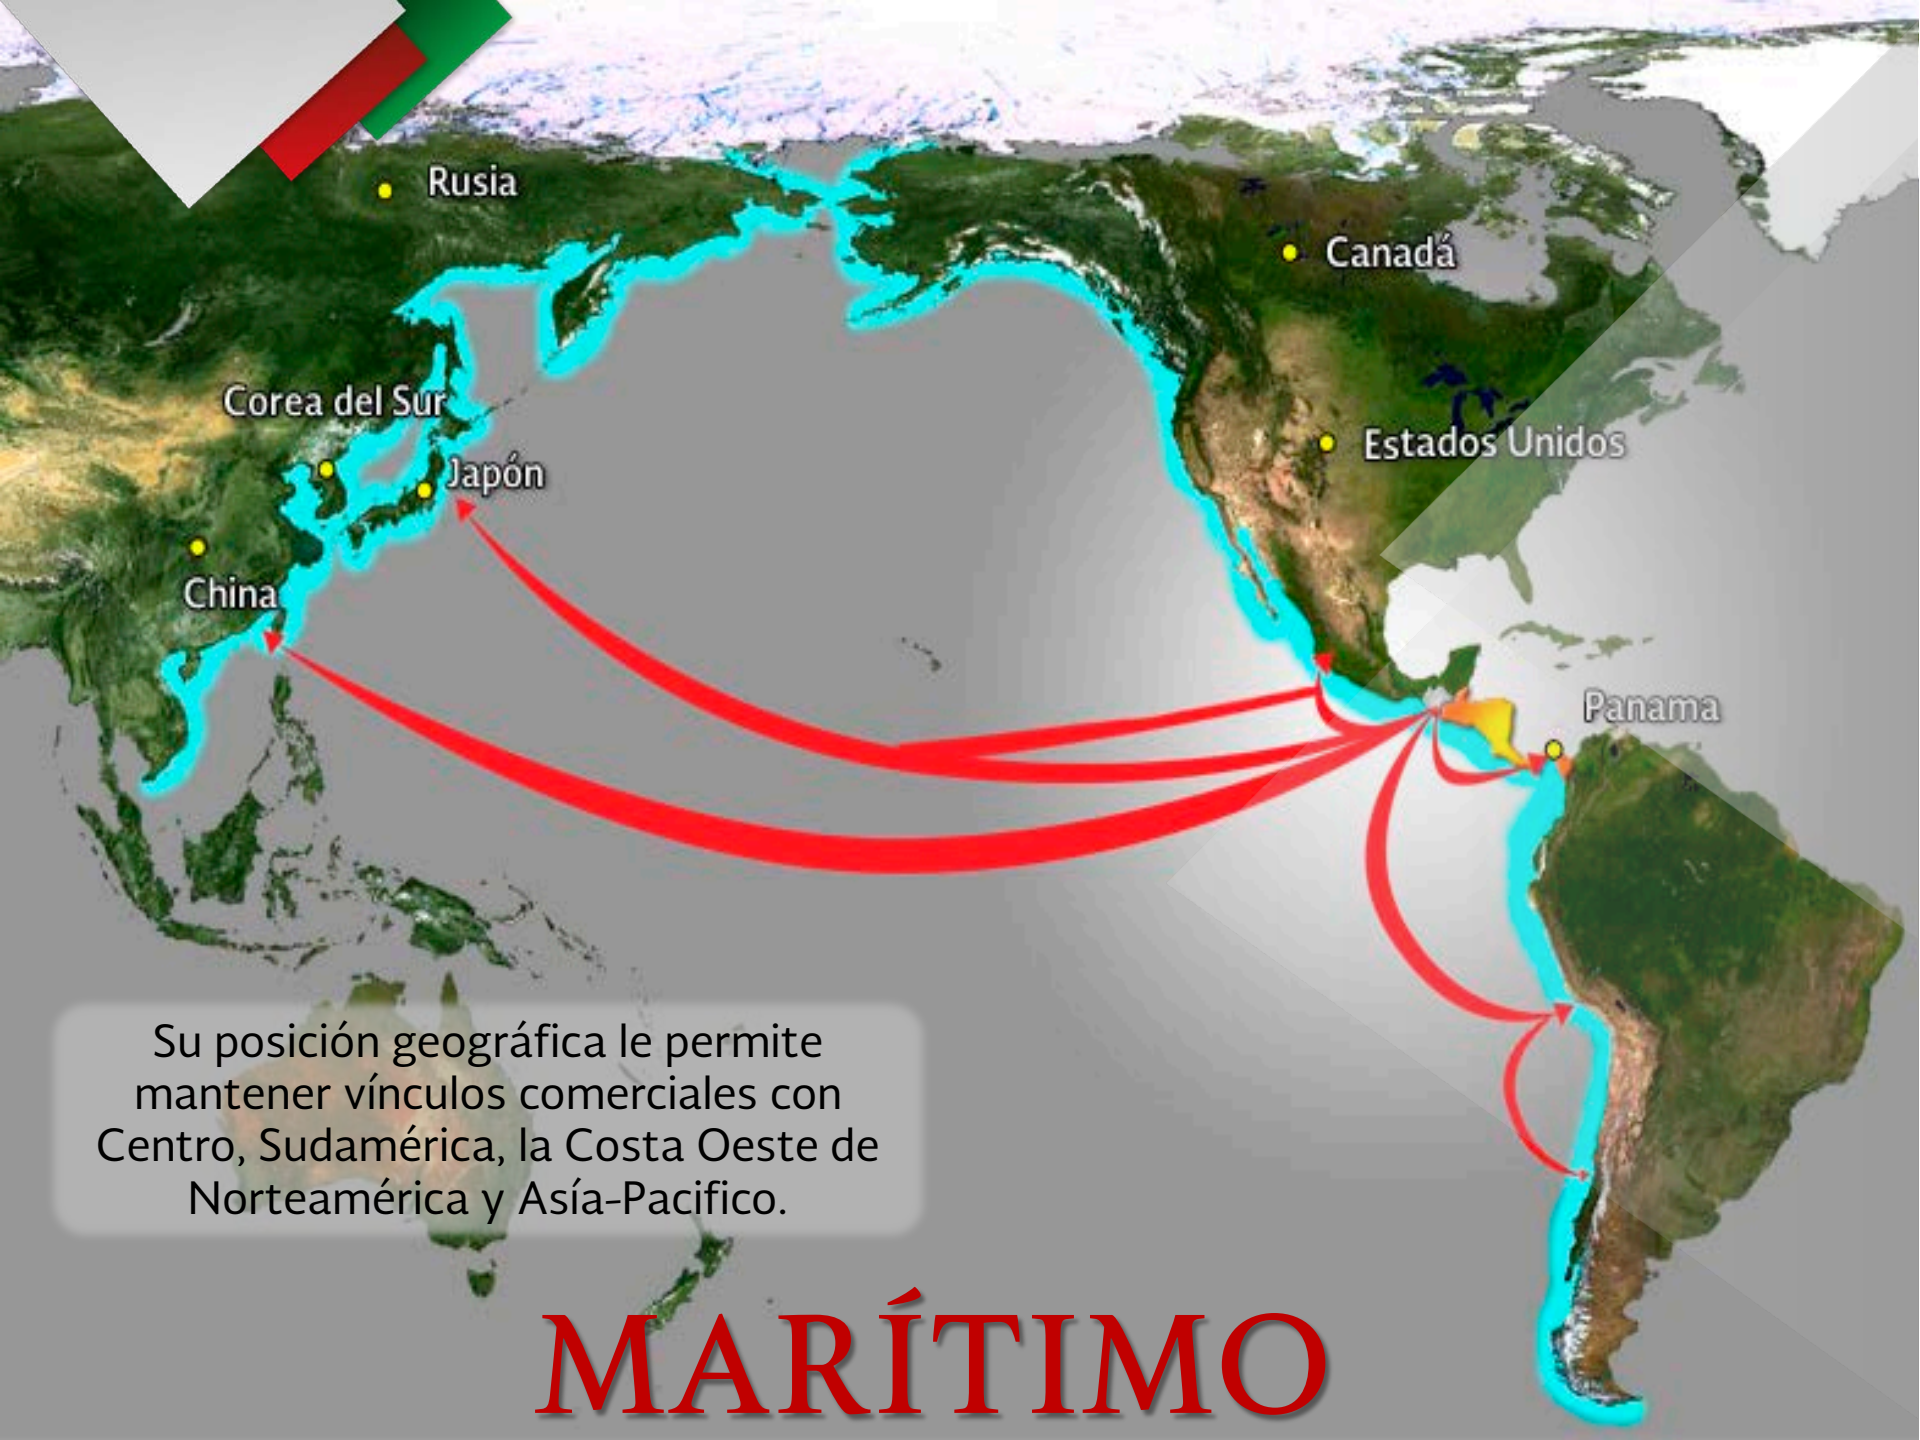 Rusia
Canadá
Corea del Sur
Estados Unidos
Japón
China
Panama
Su posición geográfica le permite
mantener vínculos comerciales con
Centro, Sudamérica, la Costa Oeste de
Norteamérica y Asía-Pacifico.
MARÍTIMO